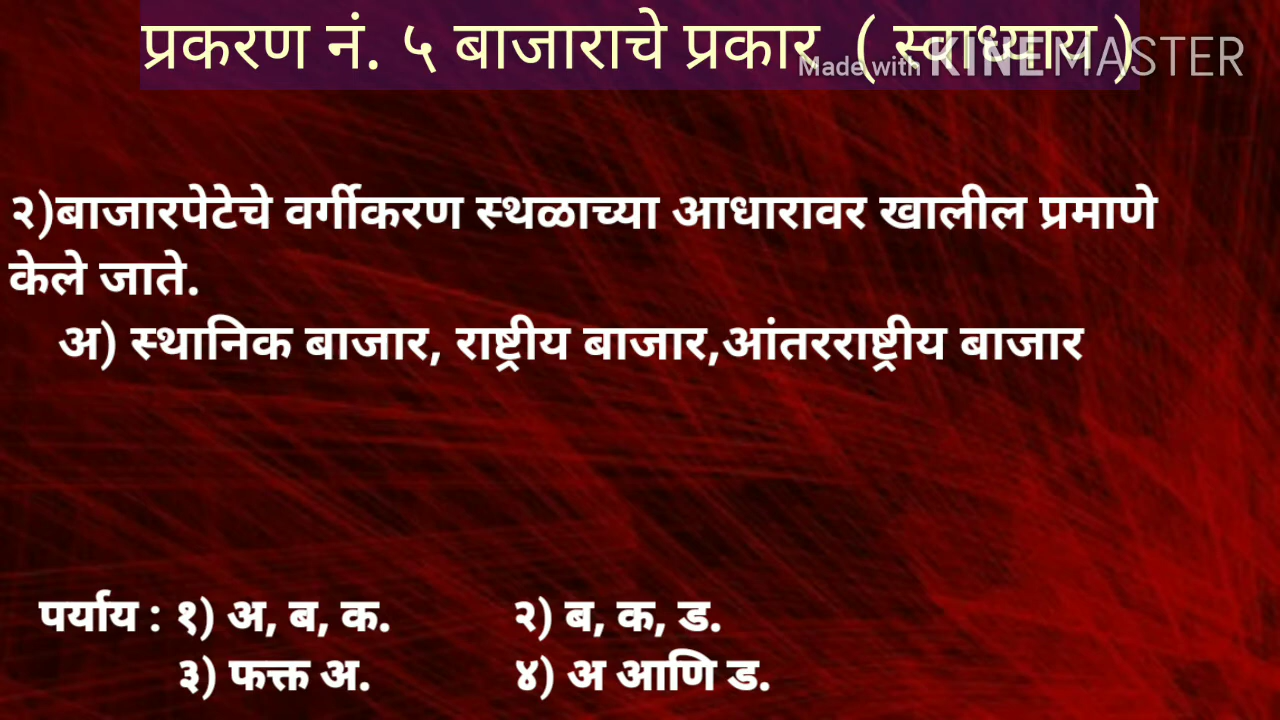 प्रकरण नं. ५ बाजाराचे प्रकार ( स्वाध्याय )
Made with KINEMASTER
२)बाजारपेटेचे वर्गीकरण स्थळाच्या आधारावर खालील प्रमाणे
केले जाते.
अ) स्थानिक बाजार, राष्ट्रीय बाजार,आंतरराष्ट्रीय बाजार
पर्याय : १) अ, ब, क. २) ब, क, ड.
३) फक्त अ. ४) अ आणि ड.